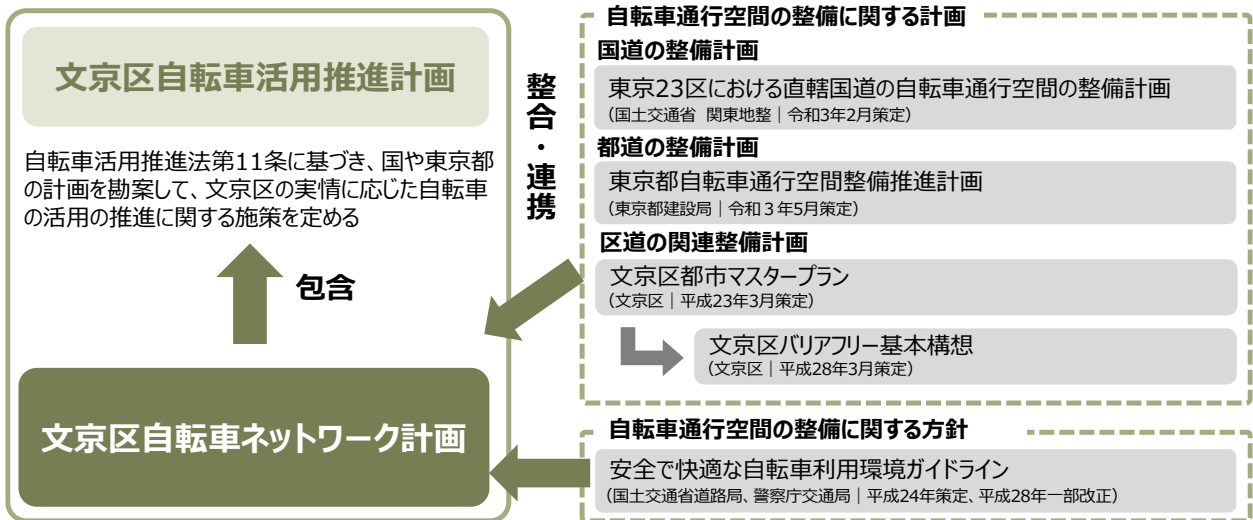 文京区自転車活用推進計画
自転車活用推進法第11条に基づき、国や東京都
の計画を勘案して、文京区の実情に応じた自転車
の活用の推進に関する施策を定める
包含
文京区自転車ネットワーク計画
整合・連携
自転車通行空間の整備に関する計画
国道の整備計画
東京23区における直轄国道の自転車通行空間の整備計画
（国土交通省 関東地整｜令和3年2月策定）
都道の整備計画
東京都自転車通行空間整備推進計画
（東京都建設局｜令和３年5月策定）
区道の関連整備計画
文京区都市マスタープラン
（文京区｜平成23年3月策定）
文京区バリアフリー基本構想
（文京区｜平成28年3月策定）
自転車通行空間の整備に関する方針
安全で快適な自転車利用環境ガイドライン
（国土交通省道路局、警察庁交通局｜平成24年策定、平成28年一部改正）